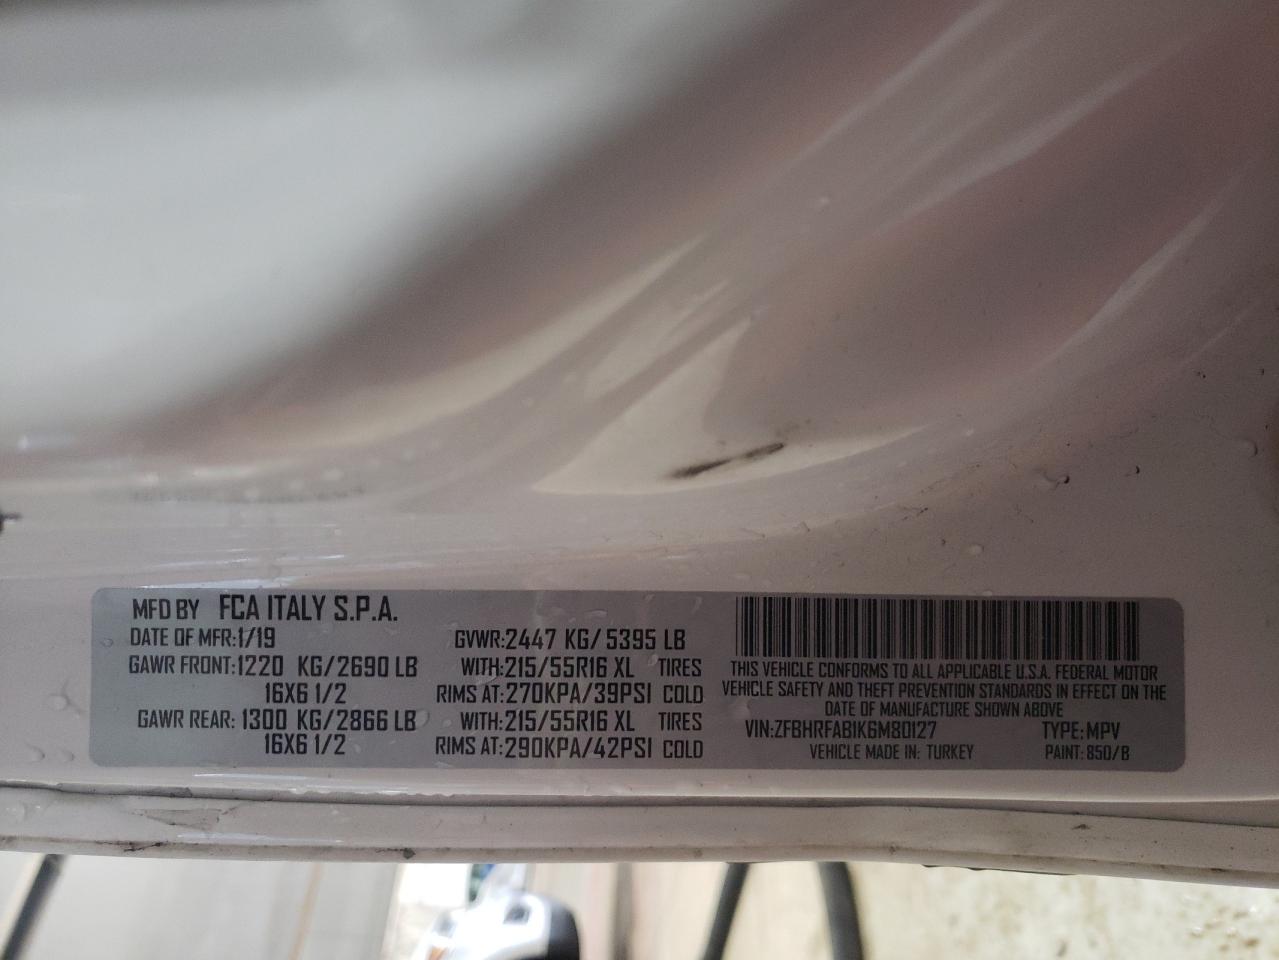 MFD BY FCA ITALY S.P.A.
DATE OF MFR:1/19
GVWR:2447 KG/5395 LB
GAWR FRONT:1220 KG/2690 LB WITH:215/55R16 XL TIRES
16X6 1/2 RIMS AT:270KPA/39PSI COLD
GAWR REAR:1300 KG/2866 LB WITH:215/55R16 XL TIRES
16X6 1/2 RIMS AT:290KPA/42PSI COLD
THIS VEHICLE CONFORMS TO ALL APPLICABLE U.S.A. FEDERAL MOTOR
VEHICLE SAFETY AND THEFT PREVENTION STANDARDS IN EFFECT ON THE
DATE OF MANUFACTURE SHOWN ABOVE
VIN:ZFBHRFAB1K6M80127 TYPE:MPV
VEHICLE MADE IN: TURKEY PAINT:850/B